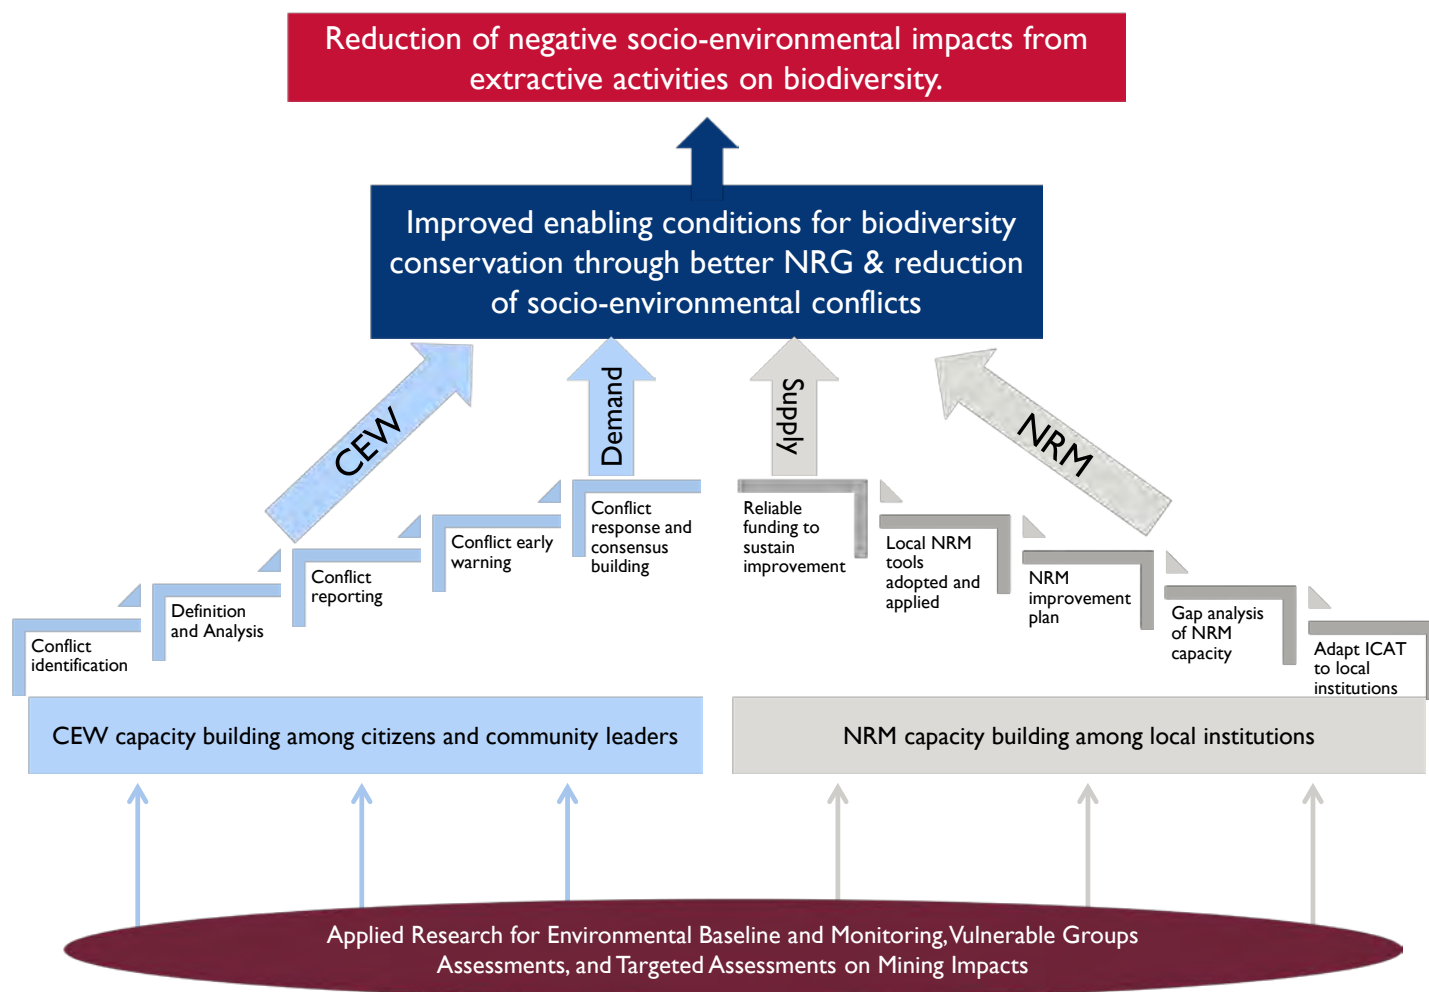 Reduction of negative socio-environmental impacts from
extractive activities on biodiversity.
Improved enabling conditions for biodiversity
conservation through better NRG & reduction
of socio-environmental conflicts
CEW
Demand
Supply
NRM
Conflict
identification
Definition
and Analysis
Conflict
reporting
Conflict early
warning
Conflict
response and
consensus
building
Reliable
funding to
sustain
improvement
Local NRM
tools
adopted and
applied
NRM
improvement
plan
Gap analysis
of NRM
capacity
Adapt ICAT
to local
institutions
CEW capacity building among citizens and community leaders
NRM capacity building among local institutions
Applied Research for Environmental Baseline and Monitoring, Vulnerable Groups
Assessments, and Targeted Assessments on Mining Impacts